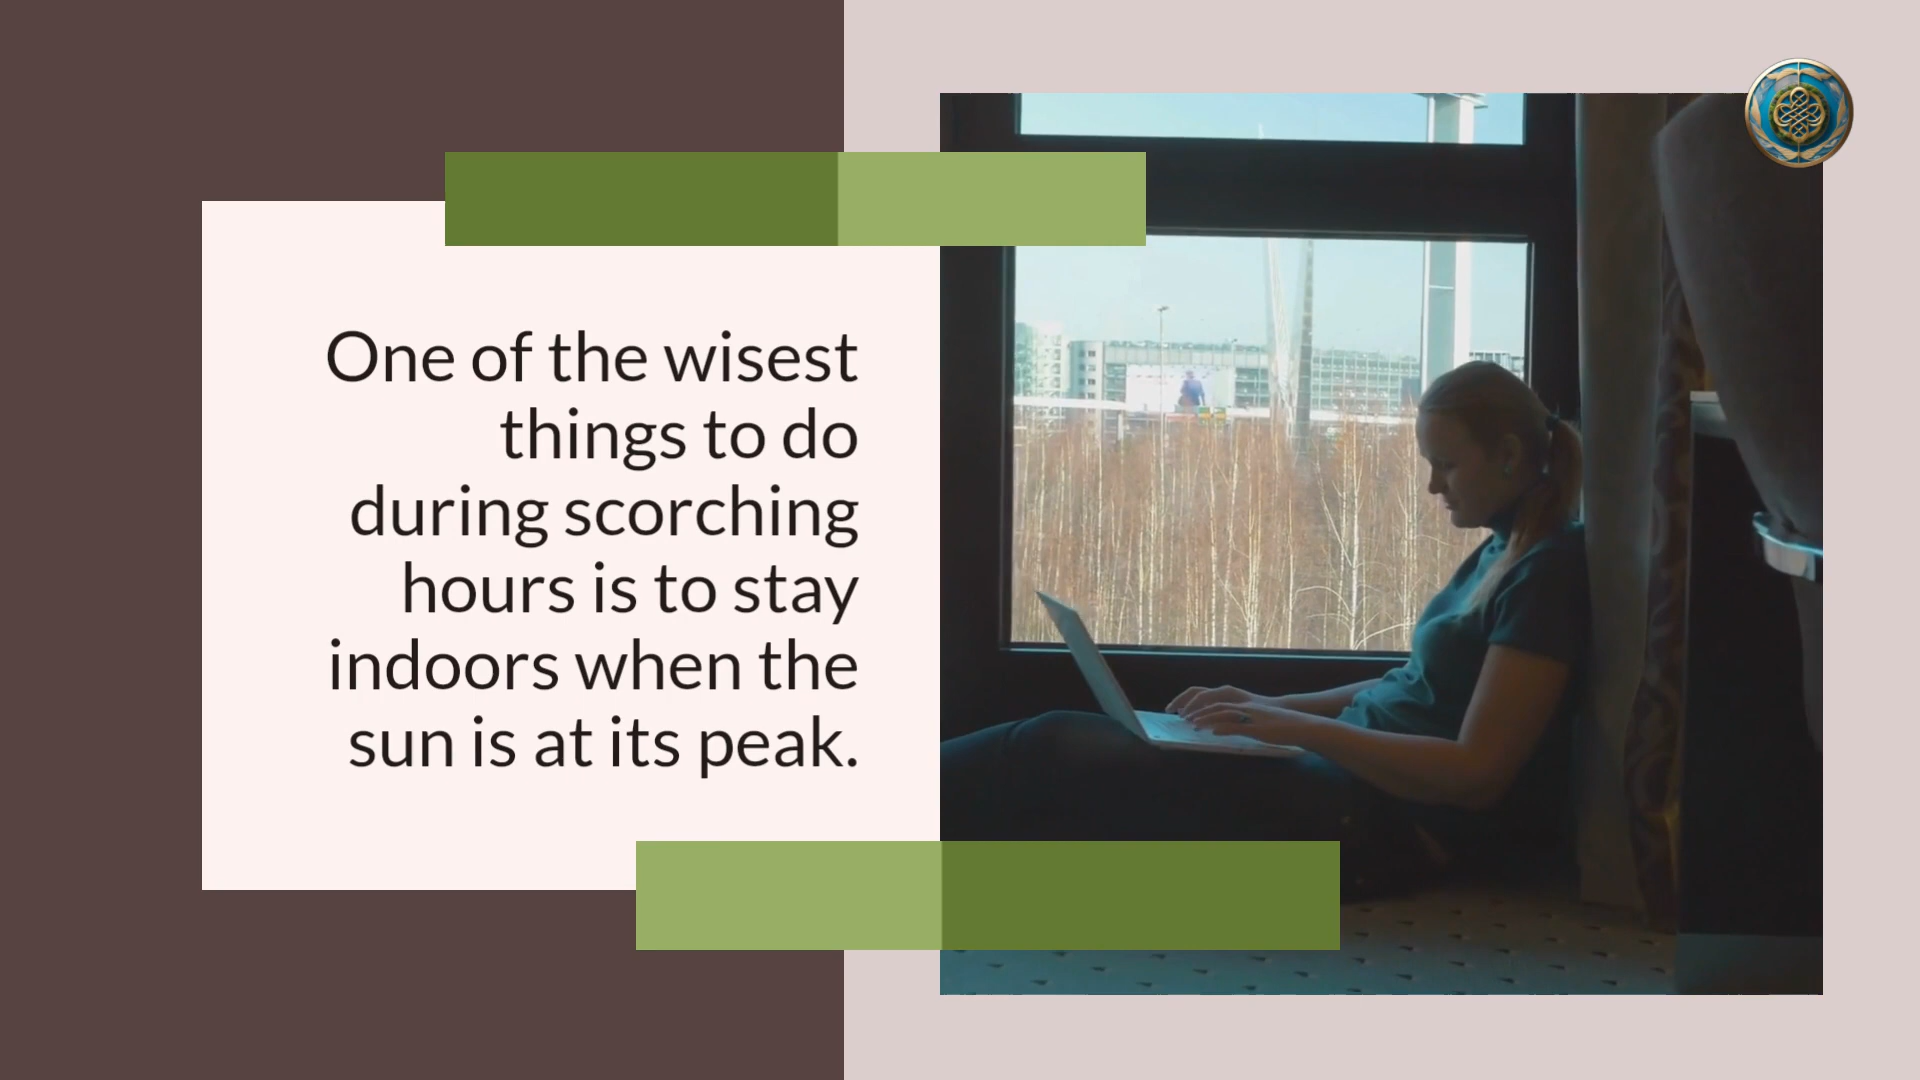 One of the wisest
things to do
during scorching
hours is to stay
indoors when the
sun is at its peak.